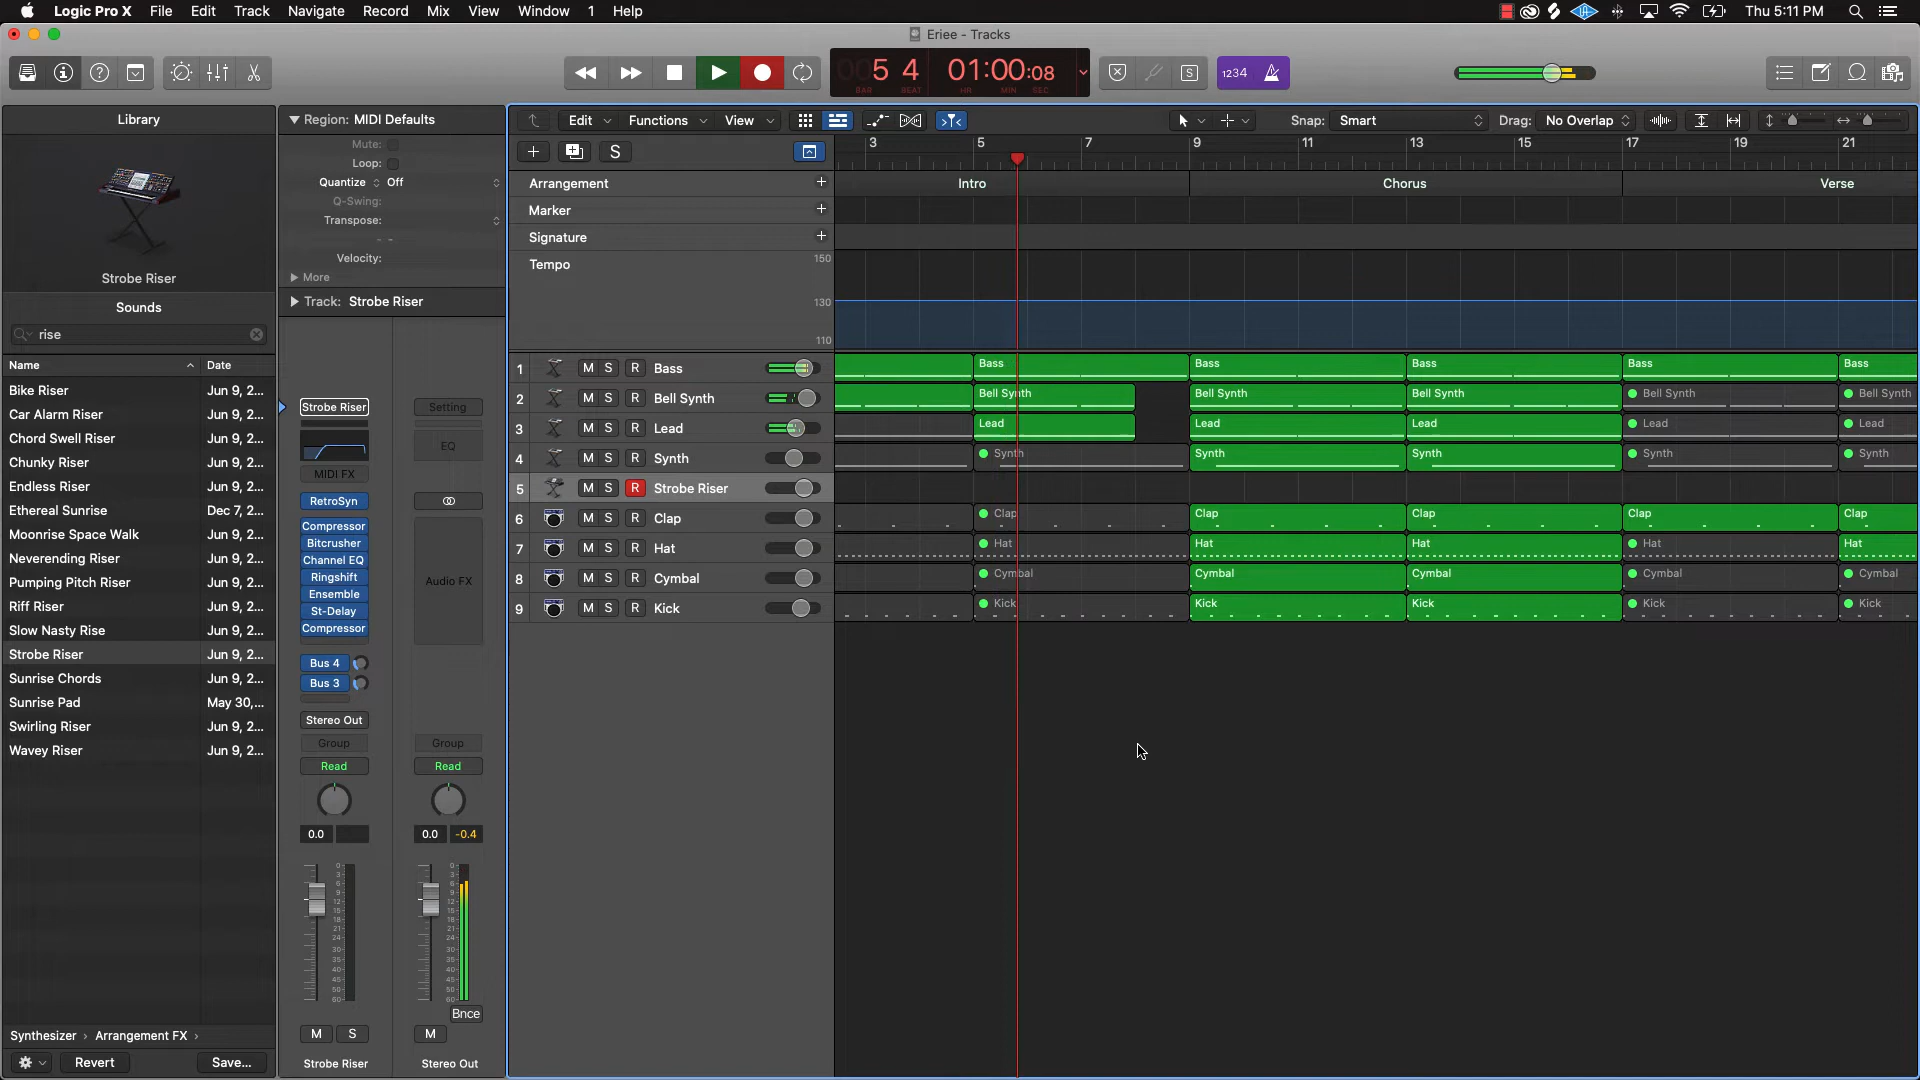 Logic Pro X File Edit Track Navigate Record Mix View Window 1 Help Thu 5:11 PM
Eriee - Tracks
5 4 01:00:08 1234
BAR BEAT HR MIN SEC
Library
Strobe Riser
Sounds
rise
Name Date
Bike Riser Jun 9, 2...
Car Alarm Riser Jun 9, 2...
Chord Swell Riser Jun 9, 2...
Chunky Riser Jun 9, 2...
Endless Riser Jun 9, 2...
Ethereal Sunrise Dec 7, 2...
Moonrise Space Walk Jun 9, 2...
Neverending Riser Jun 9, 2...
Pumping Pitch Riser Jun 9, 2...
Riff Riser Jun 9, 2...
Slow Nasty Rise Jun 9, 2...
Strobe Riser Jun 9, 2...
Sunrise Chords Jun 9, 2...
Sunrise Pad May 30,...
Swirling Riser Jun 9, 2...
Wavey Riser Jun 9, 2...
Synthesizer Arrangement FX
Revert Save...
Region: MIDI Defaults
Mute:
Loop:
Quantize Off
Q-Swing:
Transpose:
Velocity:
More
Track: Strobe Riser
Strobe Riser Setting
EQ
MIDI FX
RetroSyn
Compressor
Bitcrusher
Channel EQ
Ringshift
Ensemble
St-Delay
Compressor
Audio FX
Bus 4
Bus 3
Stereo Out
Group Group
Read Read
0.0 0.0 -0.4
Bnce
M S M
Strobe Riser Stereo Out
Edit Functions View Snap: Smart Drag: No Overlap
S
3 5 7 9 11 13 15 17 19 21
Arrangement Intro Chorus Verse
Marker
Signature
Tempo 150
130
110
1 M S R Bass Bass Bass Bass Bass Bass
2 M S R Bell Synth Bell Synth Bell Synth Bell Synth Bell Synth Bell Synth
3 M S R Lead Lead Lead Lead Lead Lead
4 M S R Synth Synth Synth Synth Synth Synth
5 M S R Strobe Riser
6 M S R Clap Clap Clap Clap Clap Clap
7 M S R Hat Hat Hat Hat Hat Hat
8 M S R Cymbal Cymbal Cymbal Cymbal Cymbal Cymbal
9 M S R Kick Kick Kick Kick Kick Kick